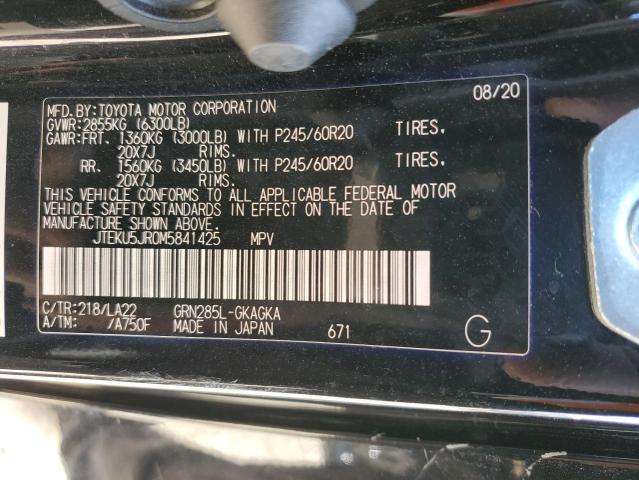 MFD.BY:TOYOTA MOTOR CORPORATION 08/20
GVWR:2855KG (6300LB)
GAWR:FRT. 1360KG (3000LB) WITH P245/60R20 TIRES,
20X7J RIMS.
RR. 1560KG (3450LB) WITH P245/60R20 TIRES,
20X7J RIMS.
THIS VEHICLE CONFORMS TO ALL APPLICABLE FEDERAL MOTOR
VEHICLE SAFETY STANDARDS IN EFFECT ON THE DATE OF
MANUFACTURE SHOWN ABOVE.
JTEKU5JR0M5841425 MPV
C/TR:218/LA22 GRN285L-GKAGKA
A/TM: /A750F MADE IN JAPAN 671 G